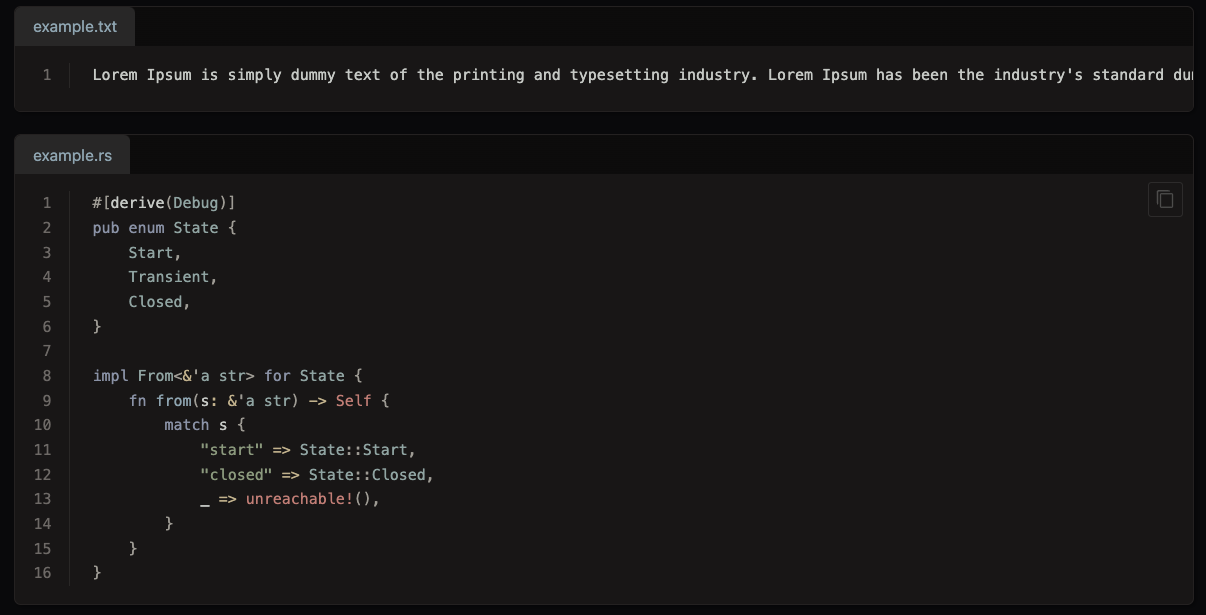 example.txt
1 Lorem Ipsum is simply dummy text of the printing and typesetting industry. Lorem Ipsum has been the industry's standard
example.rs
1 #[derive(Debug)]
2 pub enum State {
3     Start,
4     Transient,
5     Closed,
6 }
7
8 impl From<&'a str> for State {
9     fn from(s: &'a str) -> Self {
10         match s {
11             "start" => State::Start,
12             "closed" => State::Closed,
13             _ => unreachable!(),
14         }
15     }
16 }